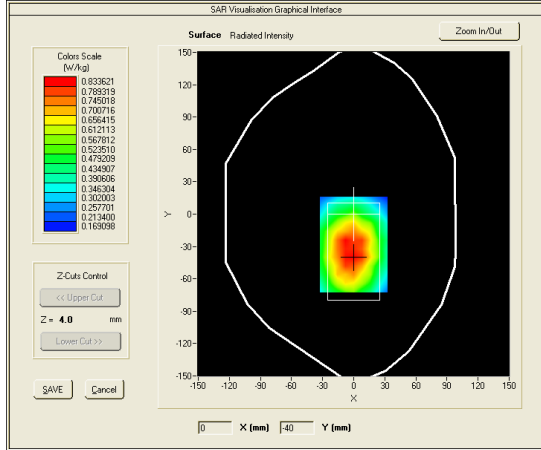 SAR Visualisation Graphical Interface
Surface Radiated Intensity
Zoom In/Out
Colors Scale
(W/kg)
0.833621
0.789319
0.745018
0.700716
0.656415
0.612113
0.567812
0.523510
0.479209
0.434907
0.390606
0.346304
0.302003
0.257701
0.213400
0.169098
150-
120-
90-
60-
30-
0-
-30-
-60-
-90-
-120-
-150-
Y
-150 -120 -90 -60 -30 0 30 60 90 120 150
X
Z-Cuts Control
<< Upper Cut
Z = 4.0 mm
Lower Cut >>
SAVE Cancel
0 X (mm) -40 Y (mm)